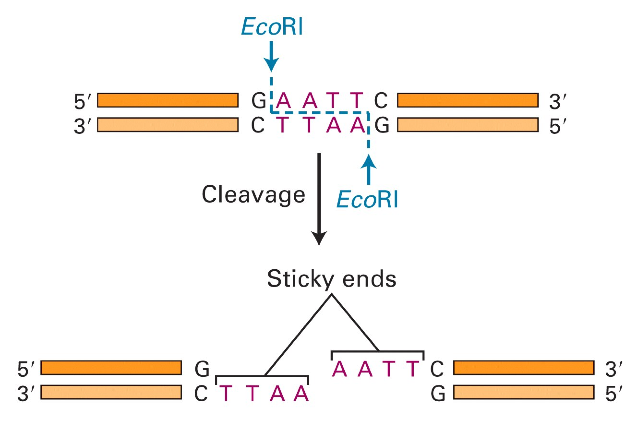 EcoRI
5′ G A A T T C 3′
3′ C T T A A G 5′
Cleavage
EcoRI
Sticky ends
5′ G A A T T C 3′
3′ C T T A A G 5′